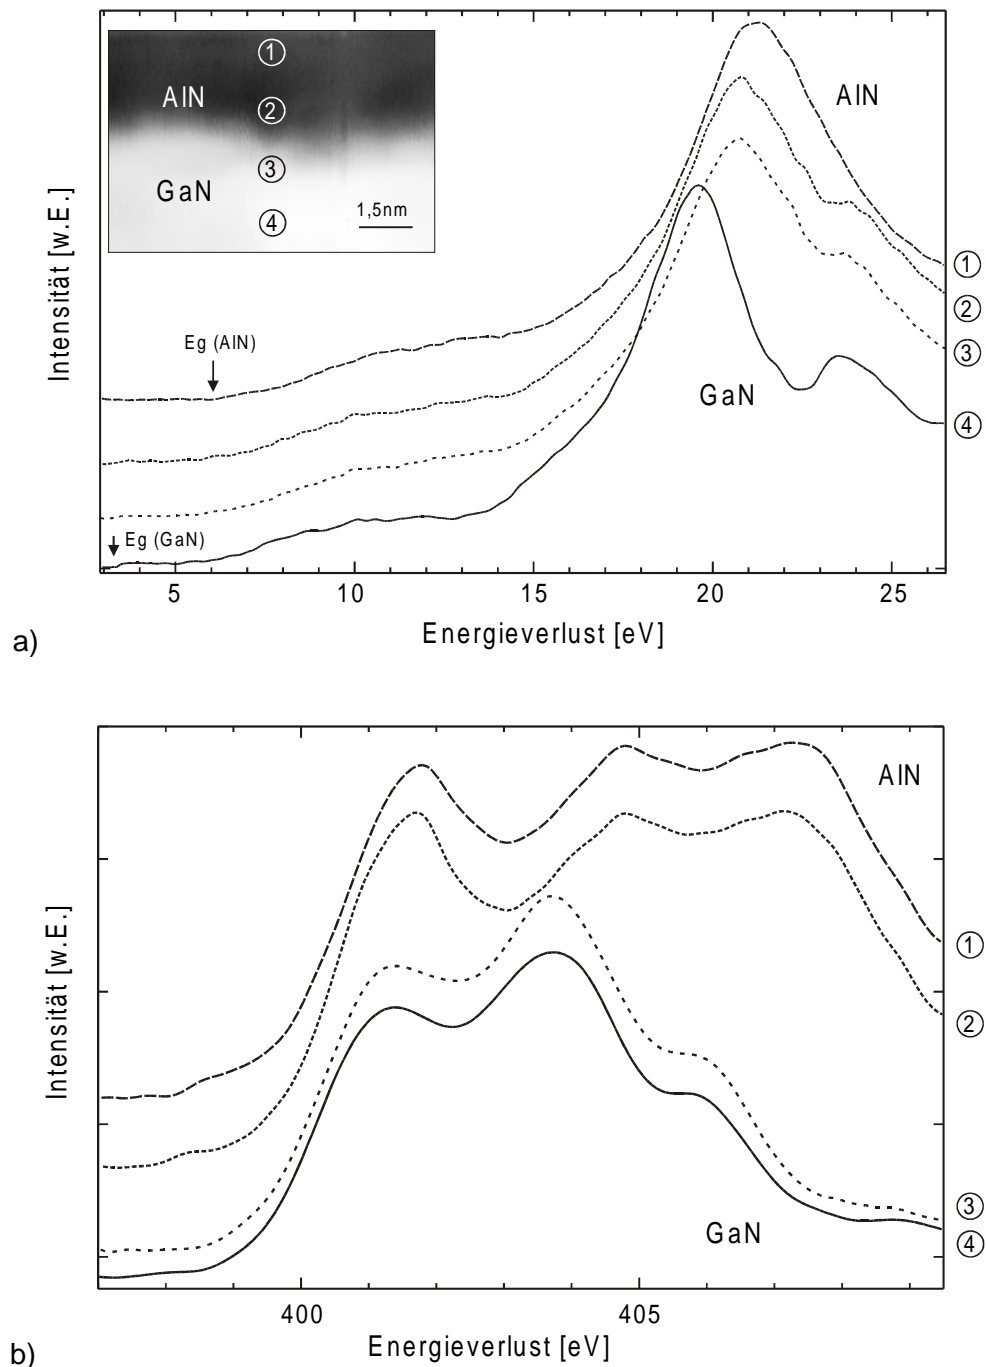 ①
AlN
②
③
GaN
1,5nm
④
AlN
Eg (AlN)
GaN
Eg (GaN)
①
②
③
④
Intensität [w.E.]
5 10 15 20 25
Energieverlust [eV]
a)
AlN
①
②
③
④
GaN
Intensität [w.E.]
400 405
Energieverlust [eV]
b)